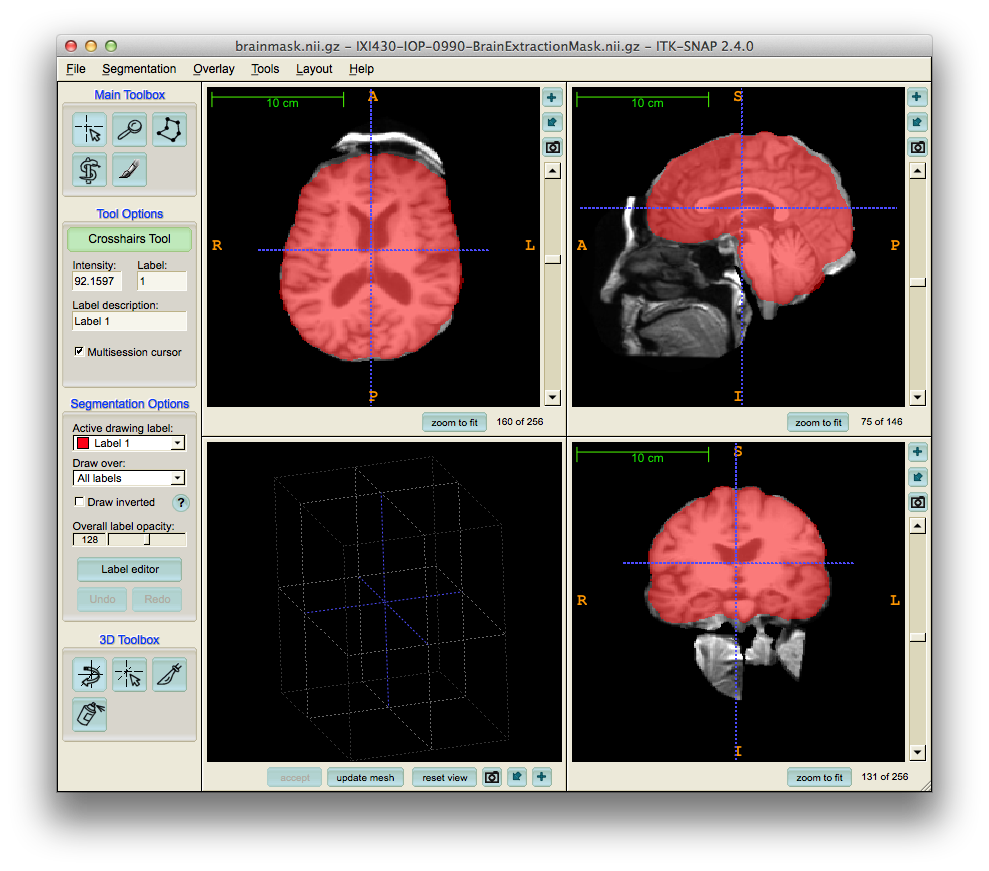 brainmask.nii.gz – IXI430-IOP-0990-BrainExtractionMask.nii.gz - ITK-SNAP 2.4.0
File Segmentation Overlay Tools Layout Help
Main Toolbox
Tool Options
Crosshairs Tool
Intensity: Label:
92.1597 1
Label description:
Label 1
Multisession cursor
Segmentation Options
Active drawing label:
Label 1
Draw over:
All labels
Draw inverted ?
Overall label opacity:
128
Label editor
Undo Redo
3D Toolbox
10 cm
A
R
L
P
zoom to fit 160 of 256
10 cm
S
A
P
I
zoom to fit 75 of 146
accept update mesh reset view
10 cm
S
R
L
I
zoom to fit 131 of 256